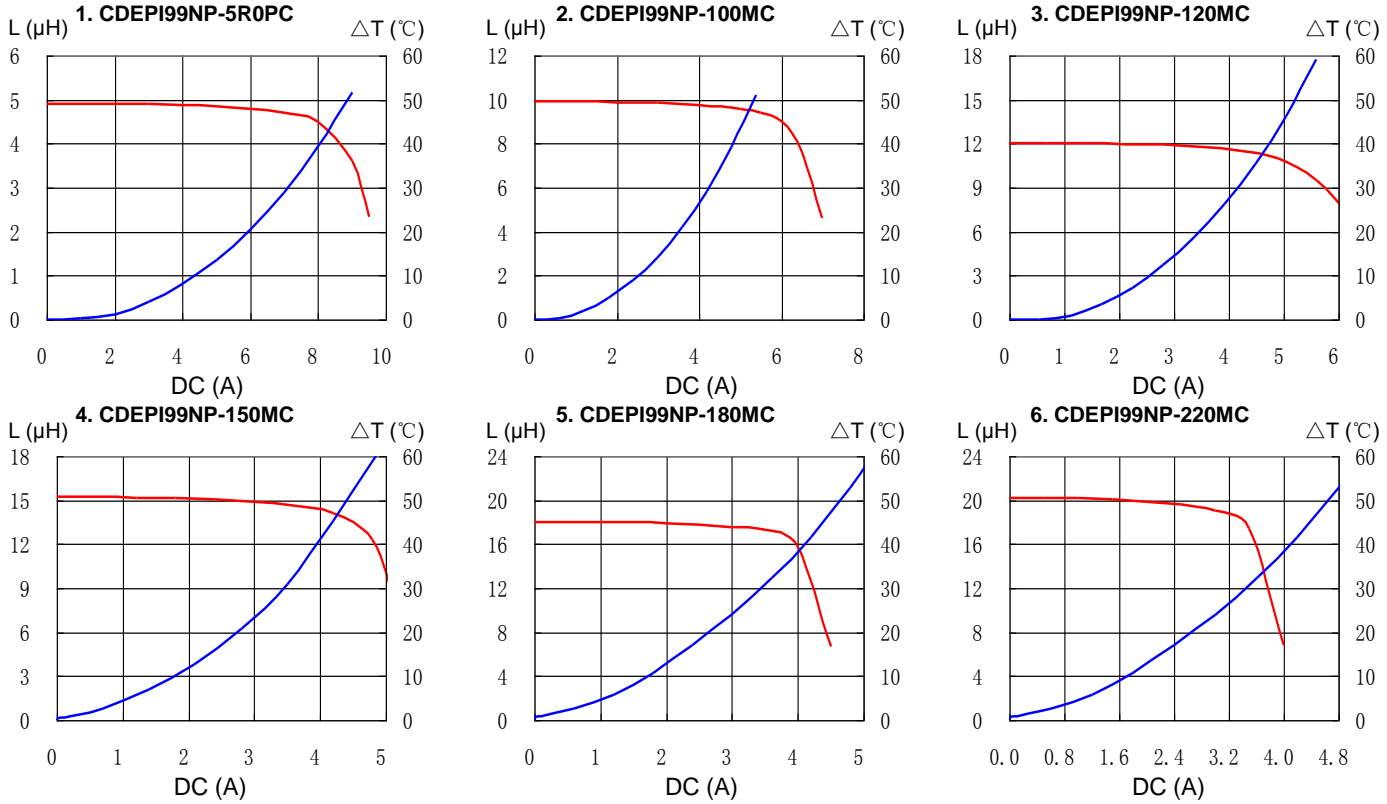 1. CDEPI99NP-5R0PC
L (µH) △T (℃)
6 60
5 50
4 40
3 30
2 20
1 10
0 0
0 2 4 6 8 10
DC (A)
2. CDEPI99NP-100MC
L (µH) △T (℃)
12 60
10 50
8 40
6 30
4 20
2 10
0 0
0 2 4 6 8
DC (A)
3. CDEPI99NP-120MC
L (µH) △T (℃)
18 60
15 50
12 40
9 30
6 20
3 10
0 0
0 1 2 3 4 5 6
DC (A)
4. CDEPI99NP-150MC
L (µH) △T (℃)
18 60
15 50
12 40
9 30
6 20
3 10
0 0
0 1 2 3 4 5
DC (A)
5. CDEPI99NP-180MC
L (µH) △T (℃)
24 60
20 50
16 40
12 30
8 20
4 10
0 0
0 1 2 3 4 5
DC (A)
6. CDEPI99NP-220MC
L (µH) △T (℃)
24 60
20 50
16 40
12 30
8 20
4 10
0 0
0.0 0.8 1.6 2.4 3.2 4.0 4.8
DC (A)